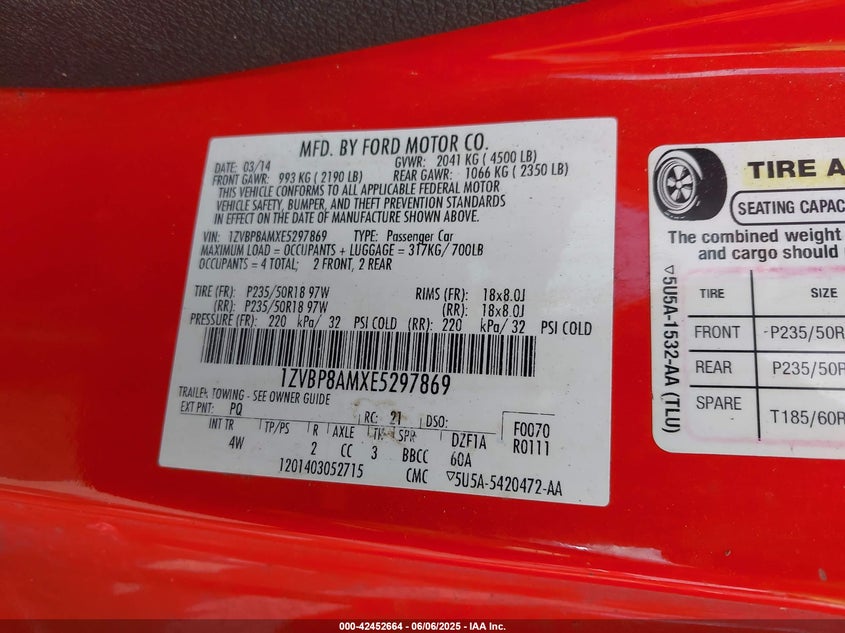 MFD. BY FORD MOTOR CO.
DATE: 03/14 GVWR: 2041 KG ( 4500 LB)
FRONT GAWR: 993 KG ( 2190 LB) REAR GAWR: 1066 KG ( 2350 LB)
THIS VEHICLE CONFORMS TO ALL APPLICABLE FEDERAL MOTOR
VEHICLE SAFETY, BUMPER, AND THEFT PREVENTION STANDARDS
IN EFFECT ON THE DATE OF MANUFACTURE SHOWN ABOVE.
VIN: 1ZVBP8AMXE5297869 TYPE: Passenger Car
MAXIMUM LOAD = OCCUPANTS + LUGGAGE = 317KG/ 700LB
OCCUPANTS = 4 TOTAL; 2 FRONT, 2 REAR
TIRE (FR): P235/50R18 97W RIMS (FR): 18x8.0J
(RR): P235/50R18 97W (RR): 18x8.0J
PRESSURE (FR): 220 kPa/ 32 PSI COLD (RR): 220 kPa/ 32 PSI COLD
1ZVBP8AMXE5297869
TRAILER TOWING - SEE OWNER GUIDE
EXT PNT: PQ RC: 21 DSO: F0070
INT TR TP/PS R AXLE TR SPR DZF1A R0111
4W 2 CC 3 BBCC 60A
1201403052715 CMC ▽5U5A-5420472-AA
TIRE A
SEATING CAPAC
The combined weight
and cargo should
TIRE SIZE
FRONT P235/50R
REAR P235/50R
SPARE T185/60R
▽5U5A-1532-AA (TLU)
000-42452664 - 06/06/2025 - IAA Inc.